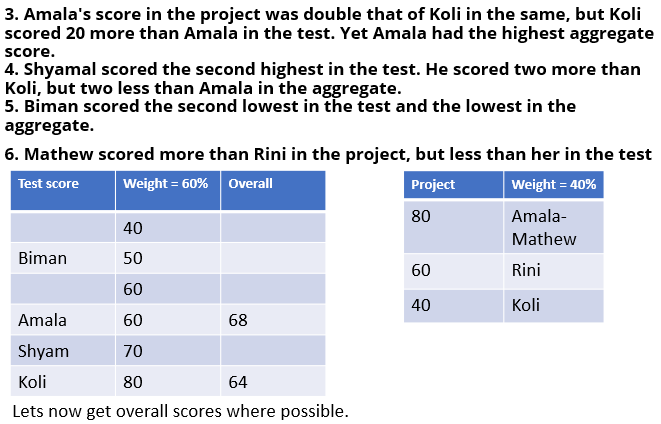 3. Amala's score in the project was double that of Koli in the same, but Koli
scored 20 more than Amala in the test. Yet Amala had the highest aggregate
score.
4. Shyamal scored the second highest in the test. He scored two more than
Koli, but two less than Amala in the aggregate.
5. Biman scored the second lowest in the test and the lowest in the
aggregate.
6. Mathew scored more than Rini in the project, but less than her in the test
Test score Weight = 60% Overall
40
Biman 50
60
Amala 60 68
Shyam 70
Koli 80 64
Project Weight = 40%
80 Amala-
Mathew
60 Rini
40 Koli
Lets now get overall scores where possible.